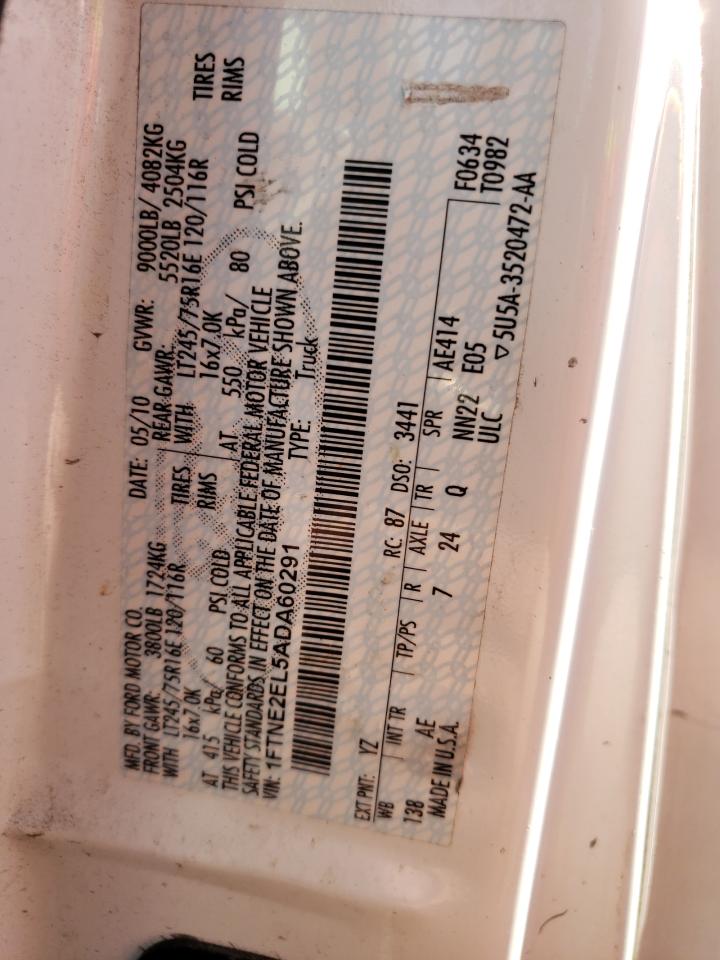 MFD. BY FORD MOTOR CO. DATE: 05/10 GVWR: 9000LB/ 4082KG
FRONT GAWR: 3800LB 1724KG REAR GAWR: 5520LB 2504KG
WITH LT245/75R16E 120/116R TIRES WITH LT245/75R16E 120/116R TIRES
16x7.0K RIMS 16x7.0K RIMS
AT 415 kPa/ 60 PSI COLD AT 550 kPa/ 80 PSI COLD
THIS VEHICLE CONFORMS TO ALL APPLICABLE FEDERAL MOTOR VEHICLE
SAFETY STANDARDS IN EFFECT ON THE DATE OF MANUFACTURE SHOWN ABOVE.
VIN: 1FTNE2EL5ADA60291 TYPE: Truck
EXT PNT: YZ RC: 87 DSO: 3441
WB INT TR TP/PS R AXLE TR SPR AE414 F0634
138 AE 7 24 Q NN22 E05 T0982
MADE IN U.S.A. ULC ▽5U5A-3520472-AA